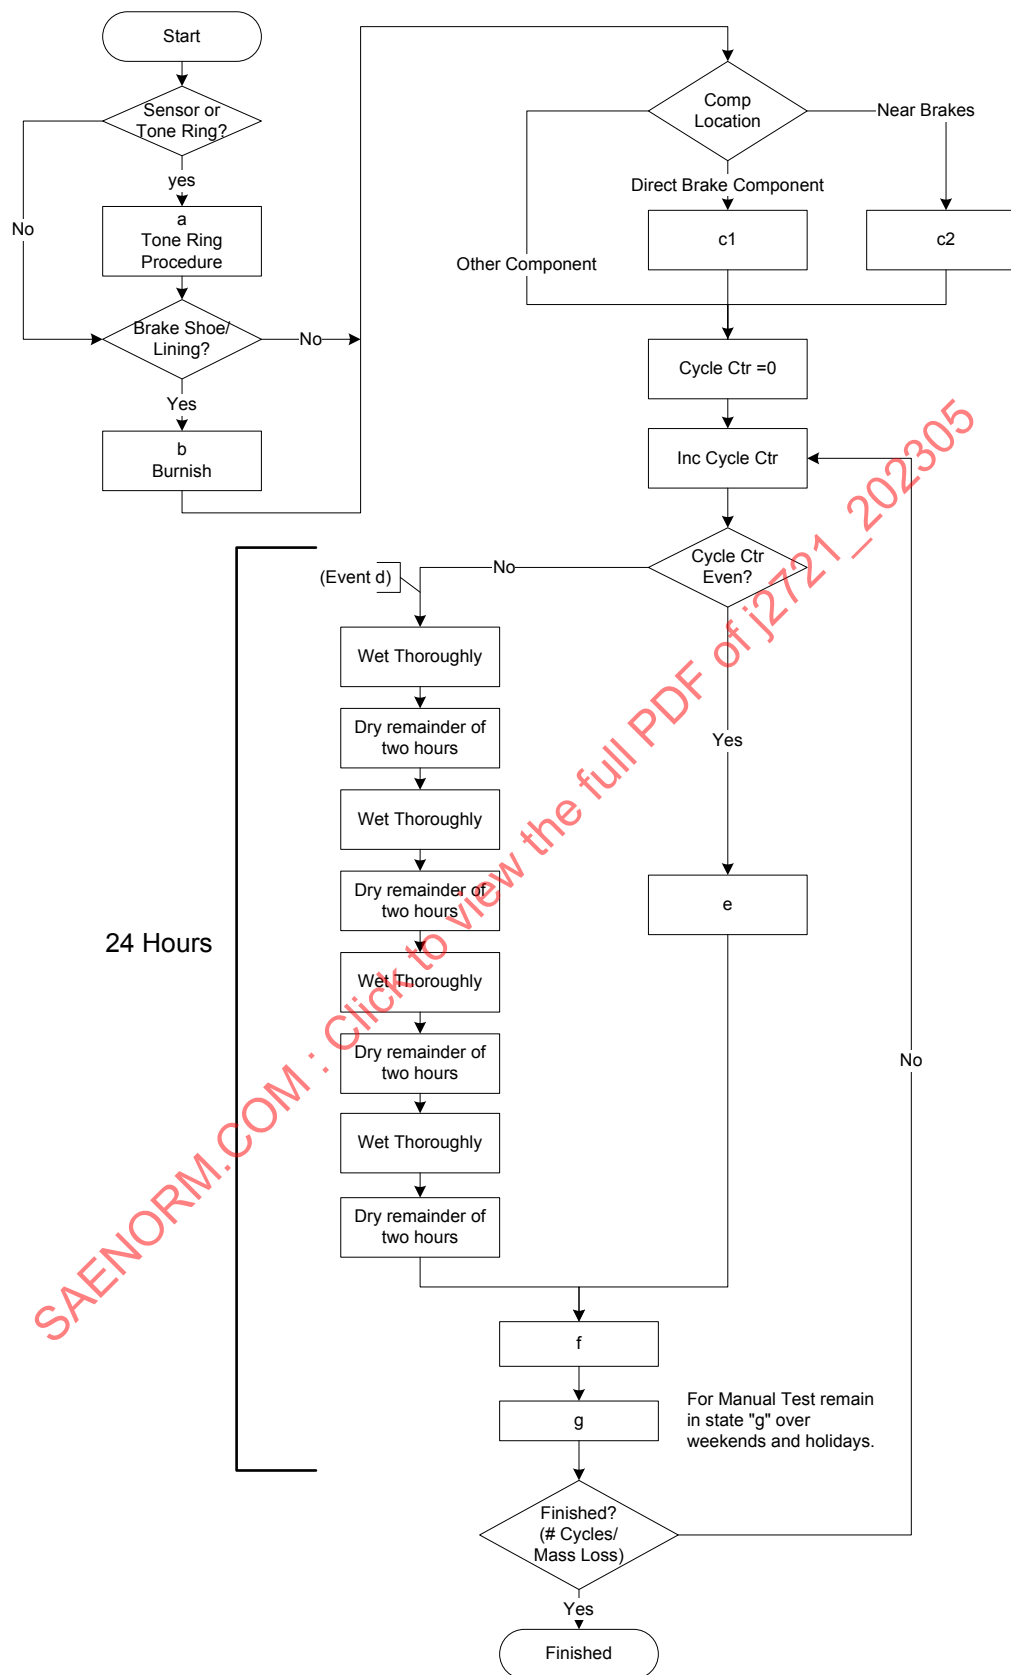 Start
Sensor or
Tone Ring?
yes
No
a
Tone Ring
Procedure
Brake Shoe/
Lining?
No
Yes
b
Burnish
Comp
Location
Near Brakes
Direct Brake Component
Other Component
c1
c2
Cycle Ctr =0
Inc Cycle Ctr
Cycle Ctr
Even?
No
Yes
(Event d)
Wet Thoroughly
Dry remainder of
two hours
Wet Thoroughly
Dry remainder of
two hours
Wet Thoroughly
Dry remainder of
two hours
Wet Thoroughly
Dry remainder of
two hours
24 Hours
e
f
g
For Manual Test remain
in state "g" over
weekends and holidays.
Finished?
(# Cycles/
Mass Loss)
No
Yes
Finished
SAENORM.COM : Click to view the full PDF of j2721_202305